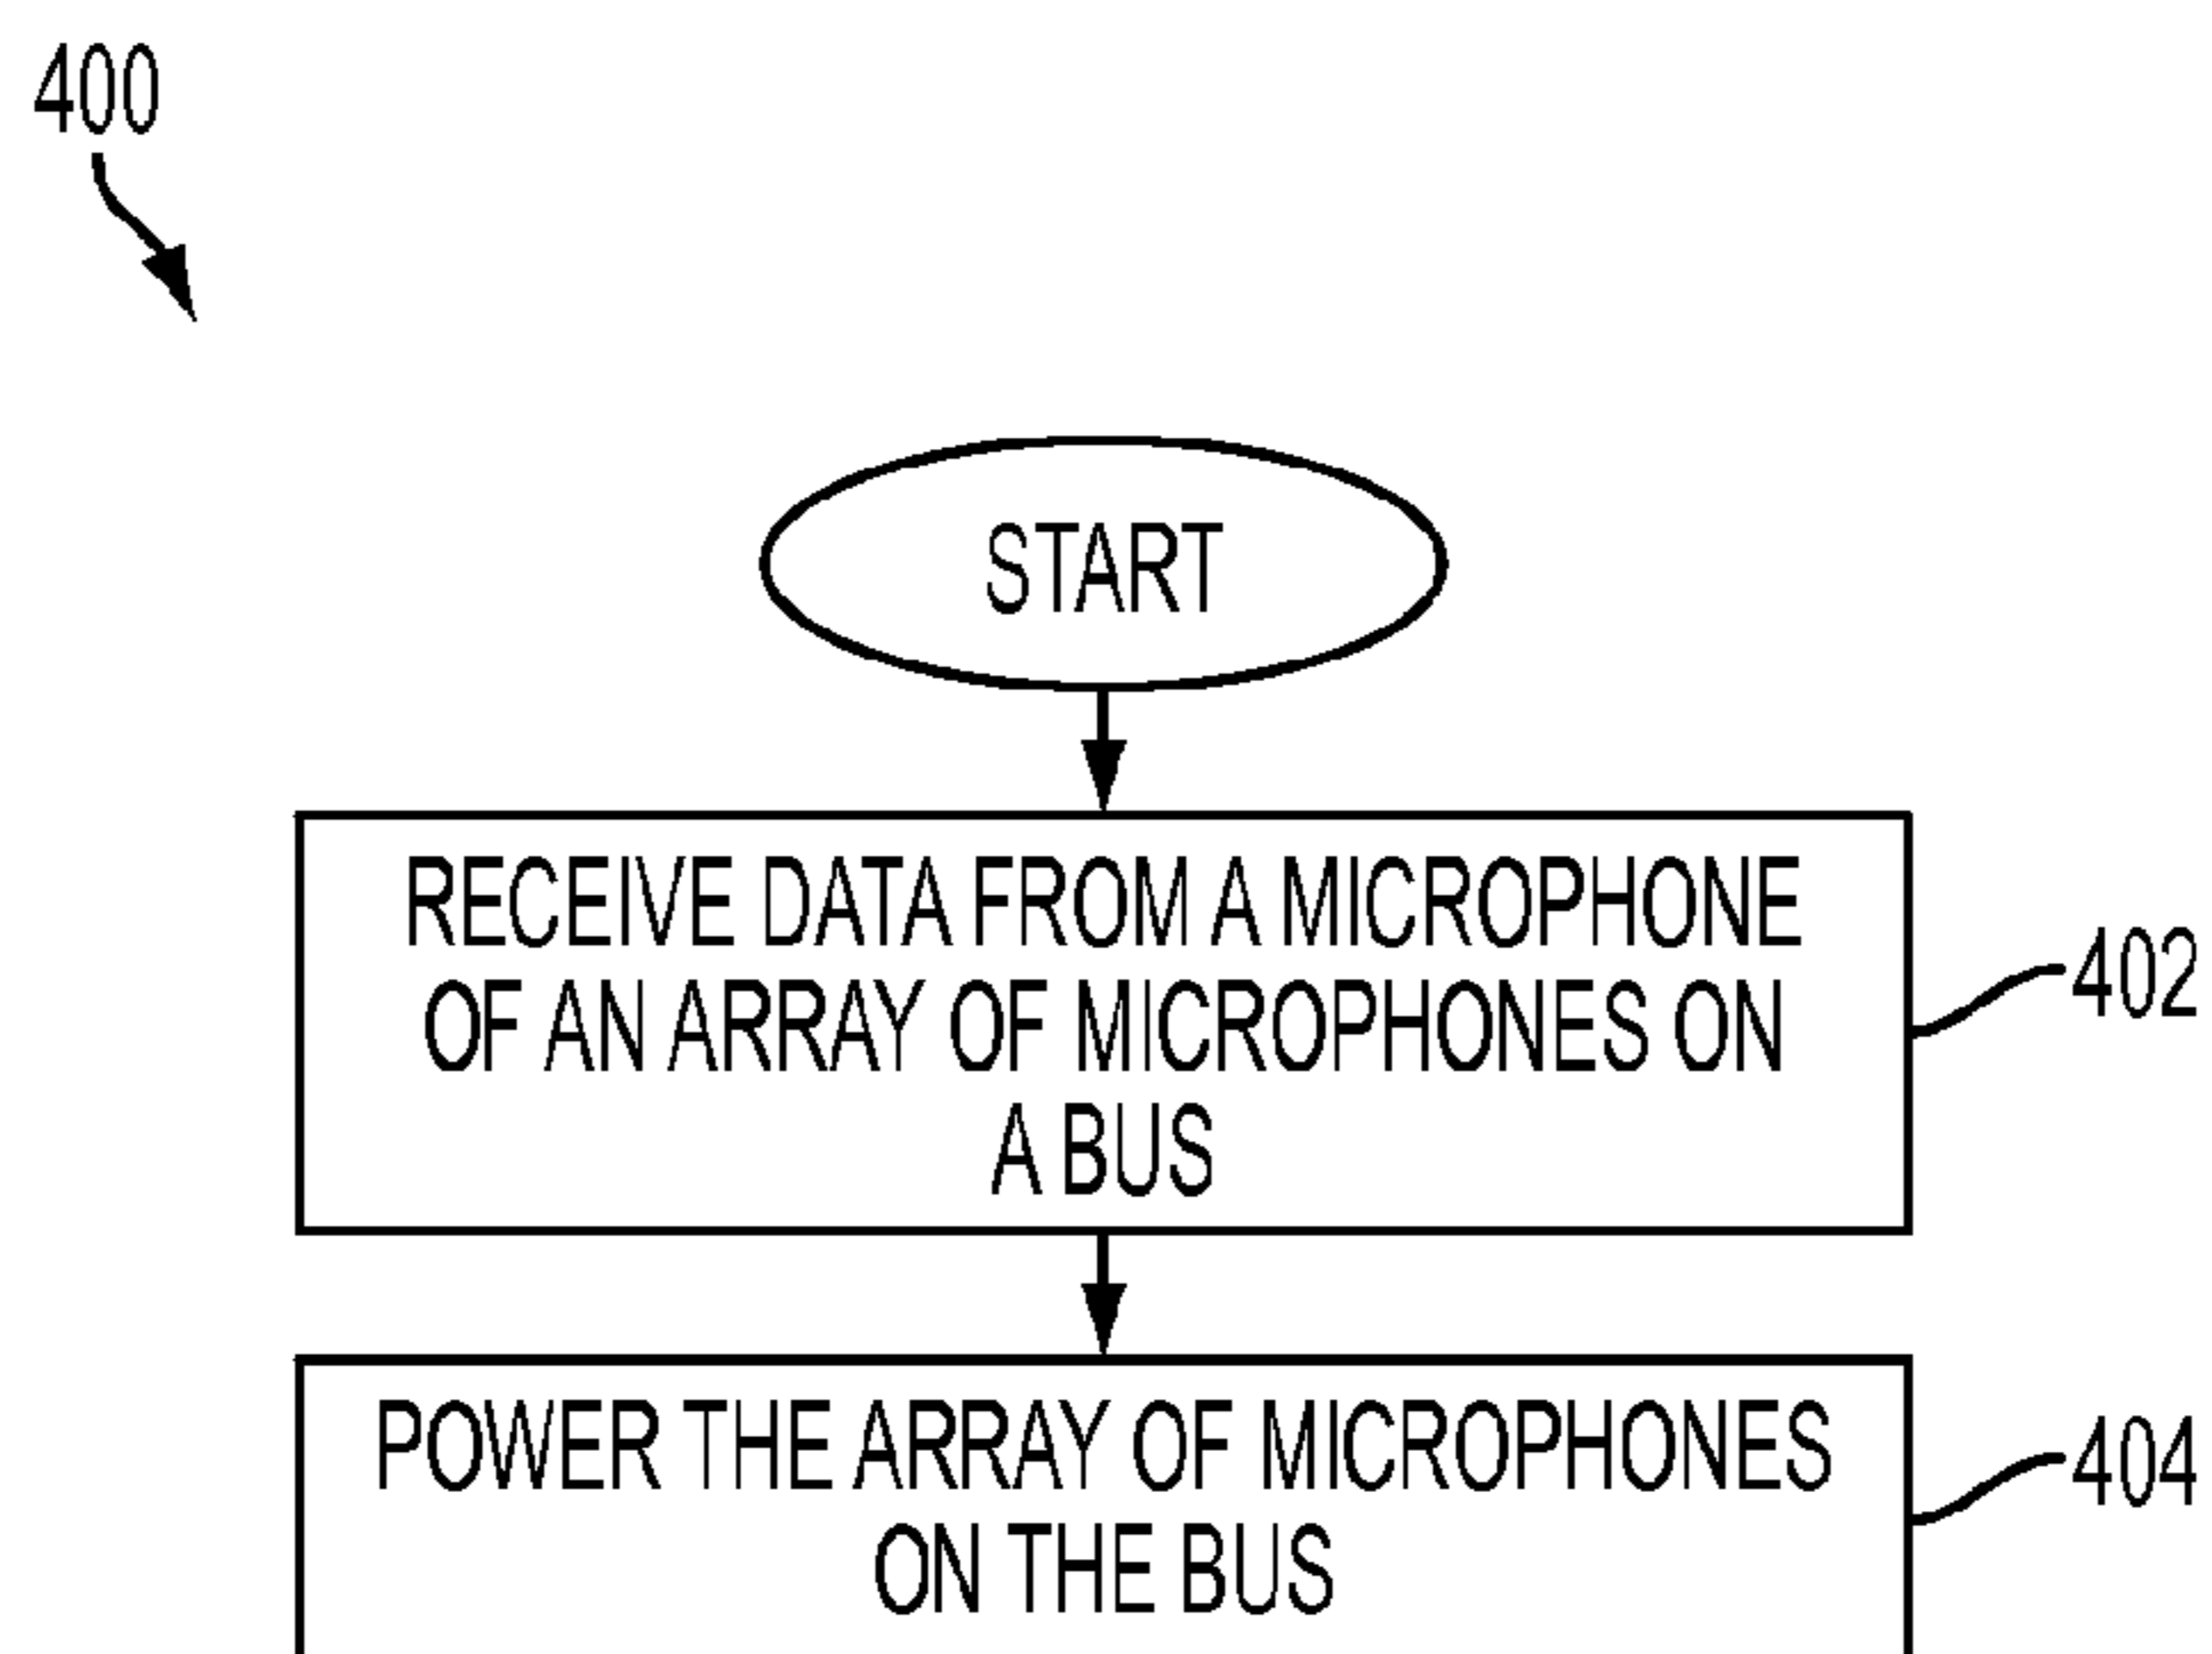 400
START
RECEIVE DATA FROM A MICROPHONE
OF AN ARRAY OF MICROPHONES ON
A BUS
402
POWER THE ARRAY OF MICROPHONES
ON THE BUS
404